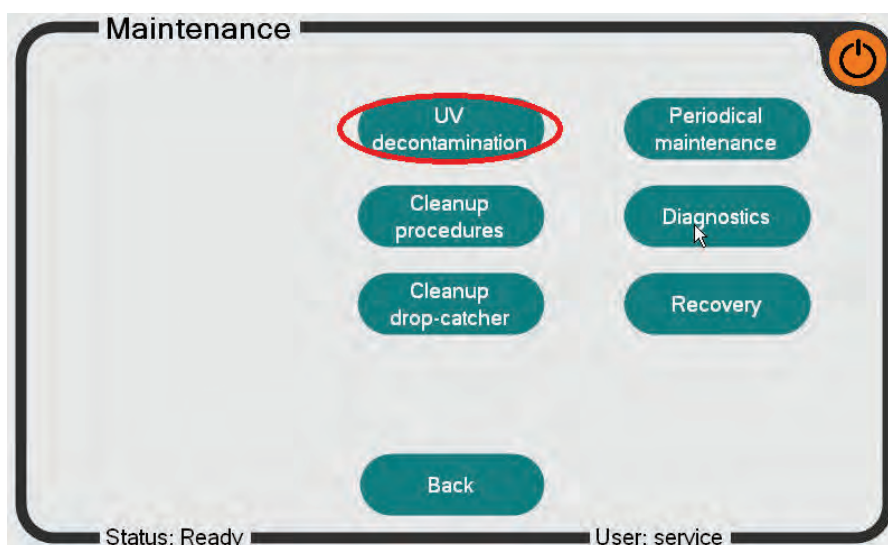 Maintenance
UV
decontamination
Periodical
maintenance
Cleanup
procedures
Diagnostics
Cleanup
drop-catcher
Recovery
Back
Status: Ready
User: service